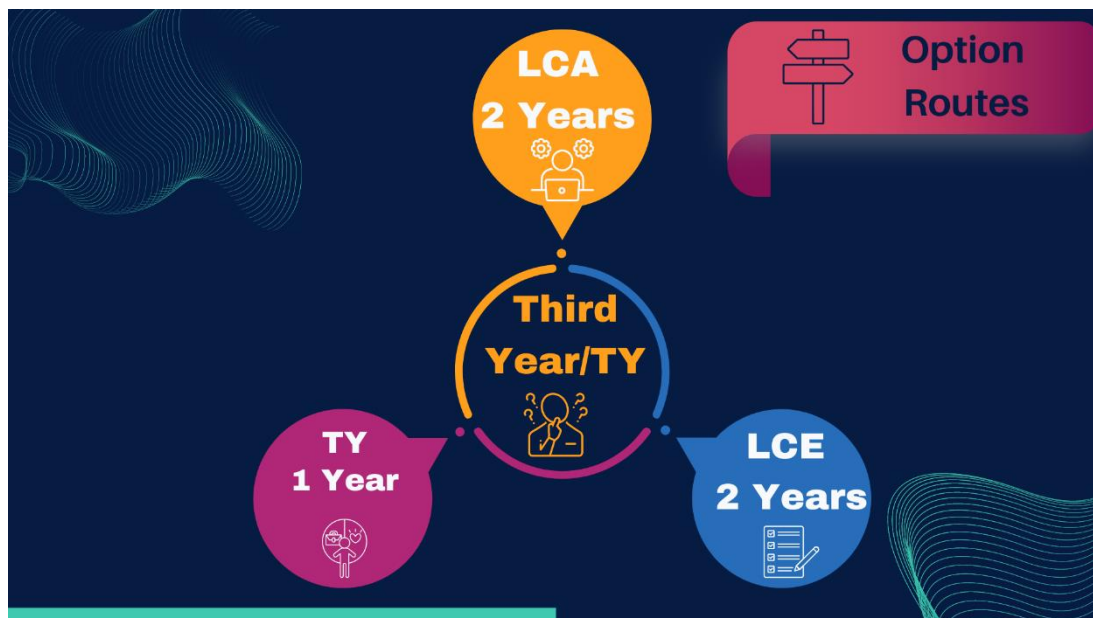 Option
Routes
LCA
2 Years
Third
Year/TY
TY
1 Year
LCE
2 Years